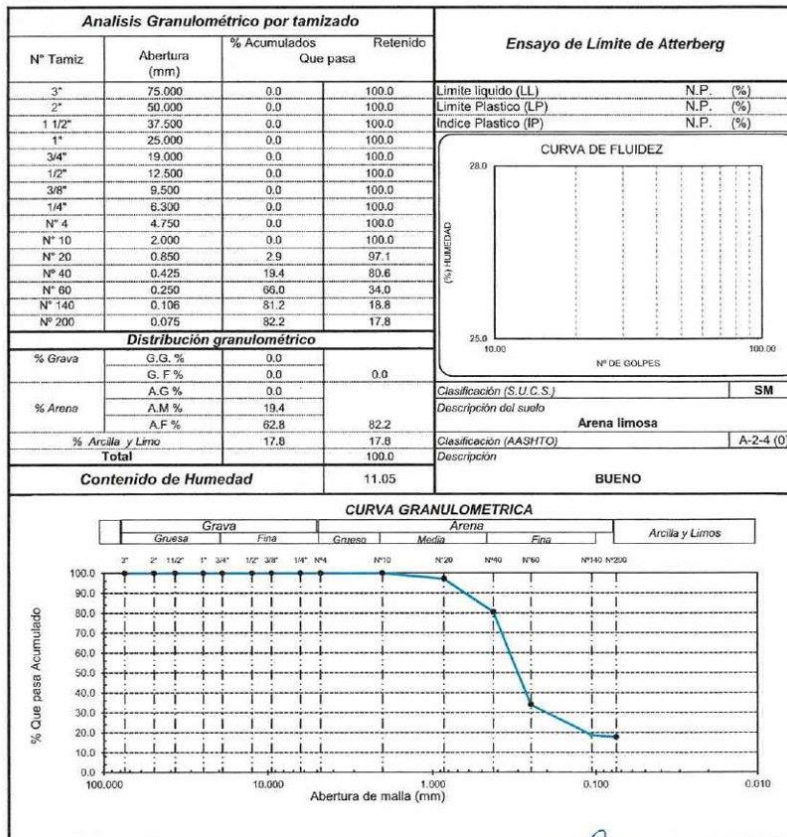 Analisis Granulométrico por tamizado
N° Tamiz Abertura (mm) % Acumulados Retenido Que pasa
3" 75.000 0.0 100.0
2" 50.000 0.0 100.0
1 1/2" 37.500 0.0 100.0
1" 25.000 0.0 100.0
3/4" 19.000 0.0 100.0
1/2" 12.500 0.0 100.0
3/8" 9.500 0.0 100.0
1/4" 6.300 0.0 100.0
N° 4 4.750 0.0 100.0
N° 10 2.000 0.0 100.0
N° 20 0.850 2.9 97.1
N° 40 0.425 19.4 80.6
N° 60 0.250 66.0 34.0
N° 140 0.106 81.2 18.8
N° 200 0.075 82.2 17.8
Distribución granulométrico
% Grava G.G. % 0.0
G. F % 0.0 0.0
A.G % 0.0
% Arena A.M % 19.4
A.F % 62.8 82.2
% Arcilla y Limo 17.8 17.8
Total 100.0
Contenido de Humedad 11.05
Ensayo de Límite de Atterberg
Limite liquido (LL) N.P. (%)
Limite Plastico (LP) N.P. (%)
Indice Plastico (IP) N.P. (%)
CURVA DE FLUIDEZ
28.0
(%) HUMEDAD
25.0
10.00 100.00
N° DE GOLPES
Clasificación (S.U.C.S.) SM
Descripción del suelo
Arena limosa
Clasificación (AASHTO) A-2-4 (0)
Descripción
BUENO
CURVA GRANULOMETRICA
Grava Arena Arcilla y Limos
Gruesa Fina Grueso Media Fina
3" 2" 1 1/2" 1" 3/4" 1/2" 3/8" 1/4" N°4 N°10 N°20 N°40 N°60 N°140 N°200
% Que pasa Acumulado
100.0
90.0
80.0
70.0
60.0
50.0
40.0
30.0
20.0
10.0
0.0
100.000 10.000 1.000 0.100 0.010
Abertura de malla (mm)